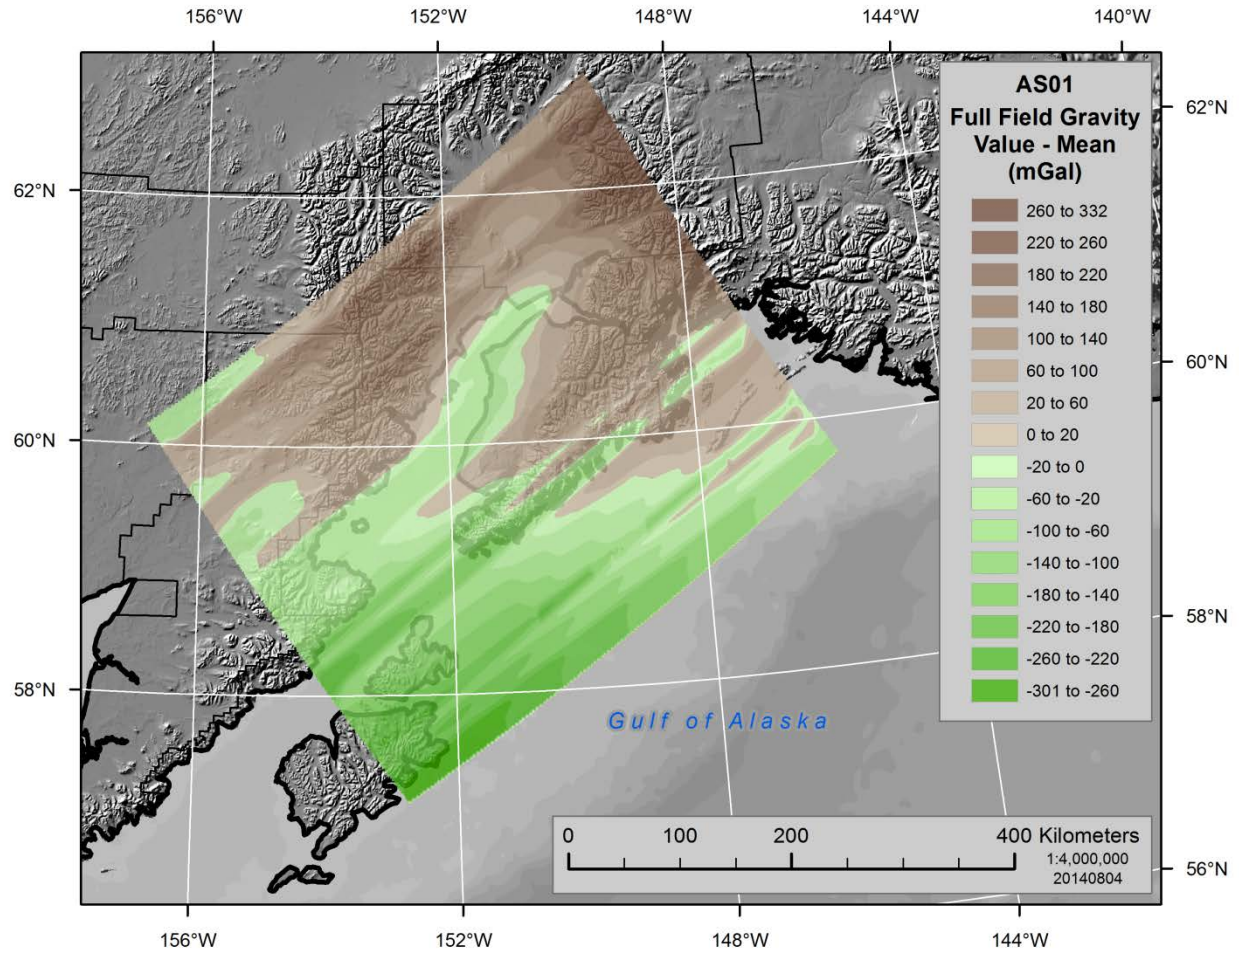 156°W 152°W 148°W 144°W 140°W
AS01
Full Field Gravity
Value - Mean
(mGal)
260 to 332
220 to 260
180 to 220
140 to 180
100 to 140
60 to 100
20 to 60
0 to 20
-20 to 0
-60 to -20
-100 to -60
-140 to -100
-180 to -140
-220 to -180
-260 to -220
-301 to -260
62°N
60°N
58°N
62°N
60°N
58°N
56°N
Gulf of Alaska
0 100 200 400 Kilometers
1:4,000,000
20140804
156°W 152°W 148°W 144°W